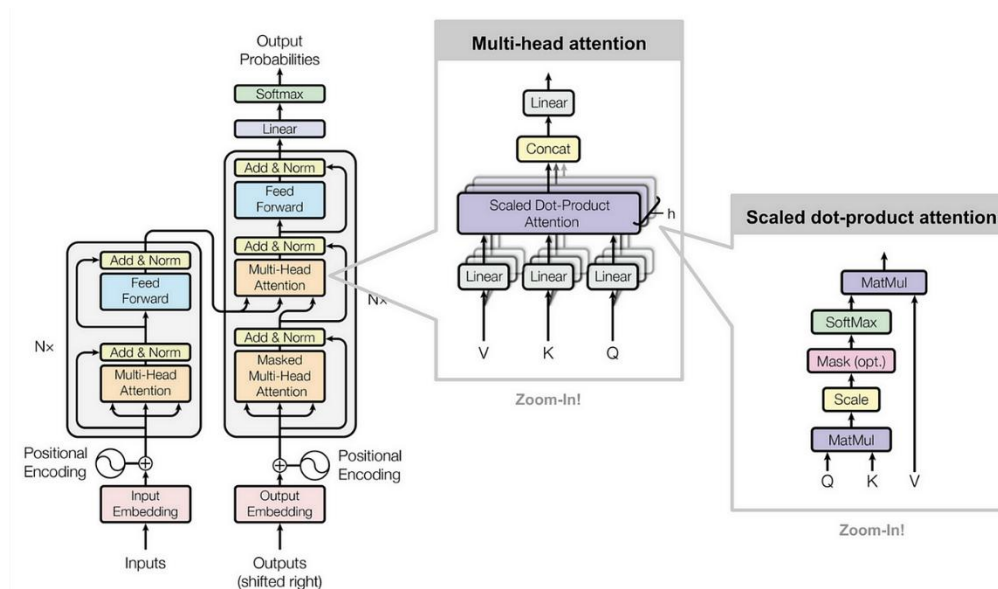 Output
Probabilities
Softmax
Linear
Add & Norm
Feed
Forward
Add & Norm
Multi-Head
Attention
Nx
Add & Norm
Masked
Multi-Head
Attention
Add & Norm
Feed
Forward
Nx
Add & Norm
Multi-Head
Attention
Positional
Encoding
Positional
Encoding
Input
Embedding
Output
Embedding
Inputs
Outputs
(shifted right)
Multi-head attention
Linear
Concat
Scaled Dot-Product
Attention
h
Linear
Linear
Linear
V
K
Q
Zoom-In!
Scaled dot-product attention
MatMul
SoftMax
Mask (opt.)
Scale
MatMul
Q
K
V
Zoom-In!